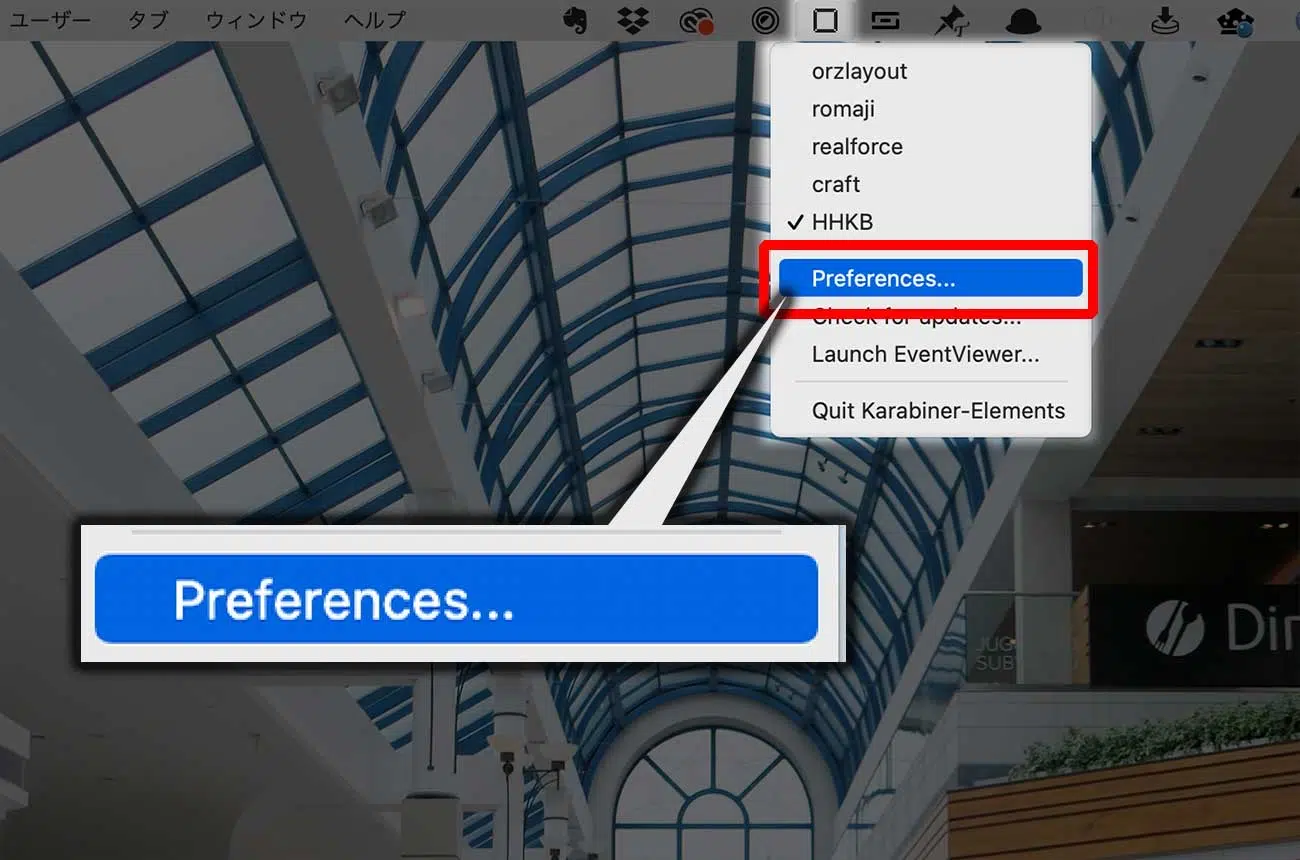 ユーザー タブ ウィンドウ ヘルプ
orzlayout
romaji
realforce
craft
✓ HHKB
Preferences...
Check for updates...
Launch EventViewer...
Quit Karabiner-Elements
Preferences...
JUG
SUB
Din